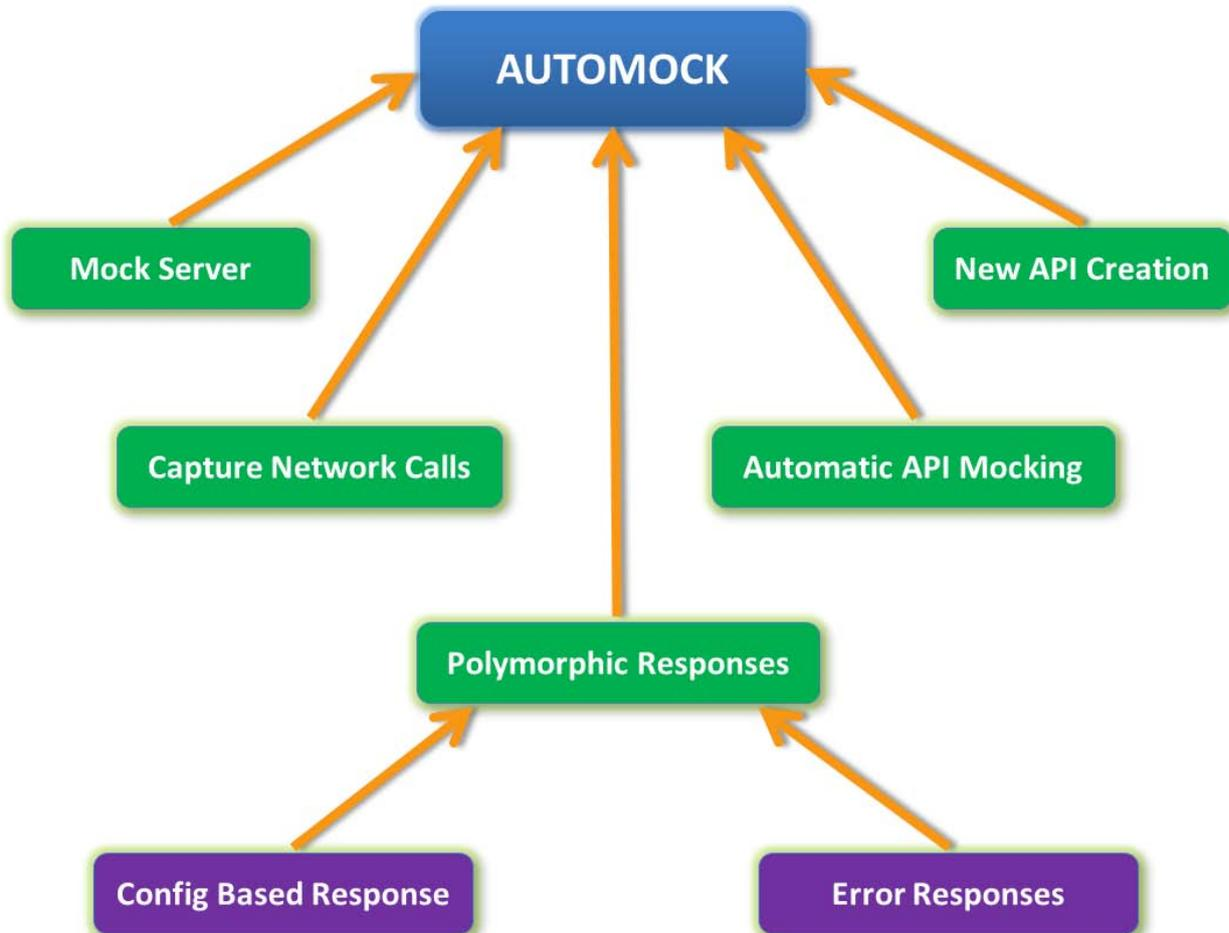 AUTOMOCK
Mock Server
New API Creation
Capture Network Calls
Automatic API Mocking
Polymorphic Responses
Config Based Response
Error Responses